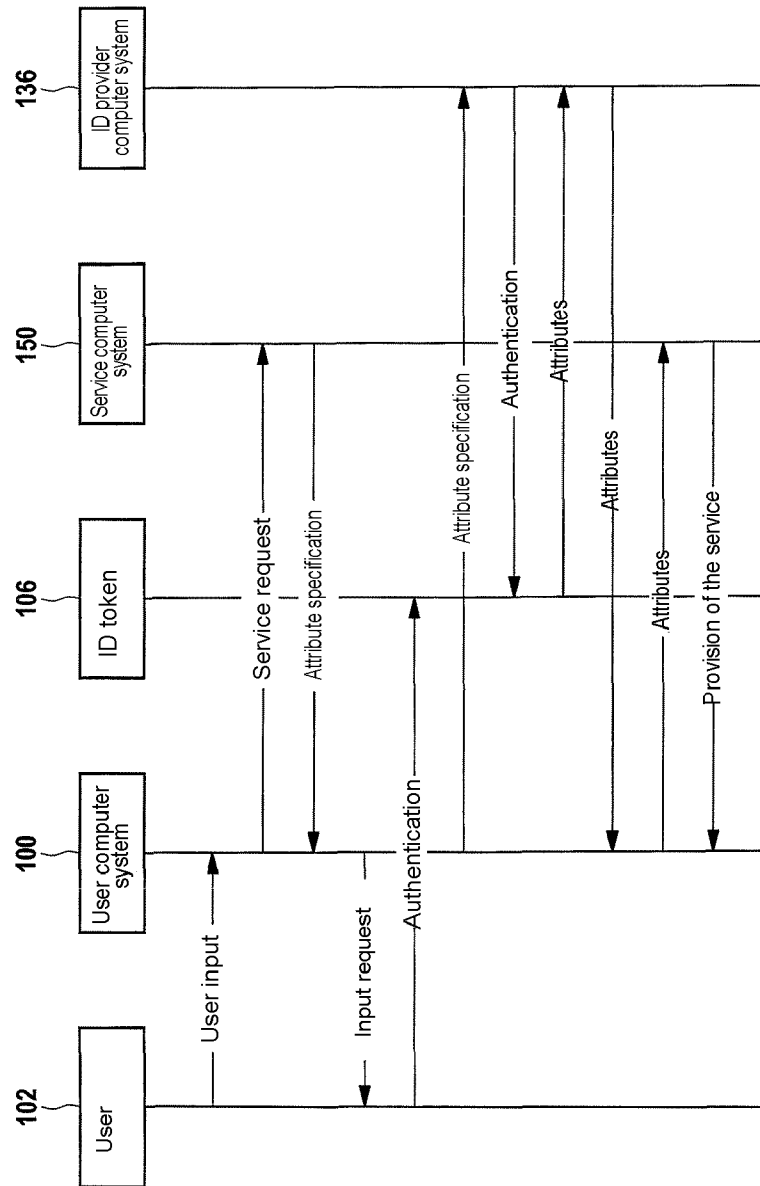 102
User
100
User computer
system
106
ID token
150
Service computer
system
136
ID provider
computer system
User input
Service request
Attribute specification
Input request
Authentication
Attribute specification
Authentication
Attributes
Attributes
Attributes
Provision of the service